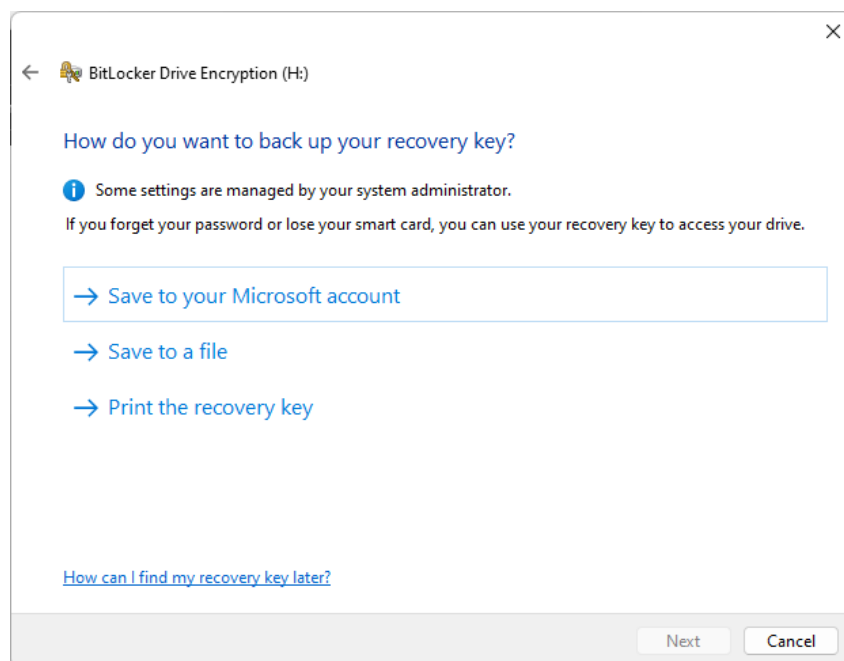 BitLocker Drive Encryption (H:)
How do you want to back up your recovery key?
Some settings are managed by your system administrator.
If you forget your password or lose your smart card, you can use your recovery key to access your drive.
Save to your Microsoft account
Save to a file
Print the recovery key
How can I find my recovery key later?
Next Cancel